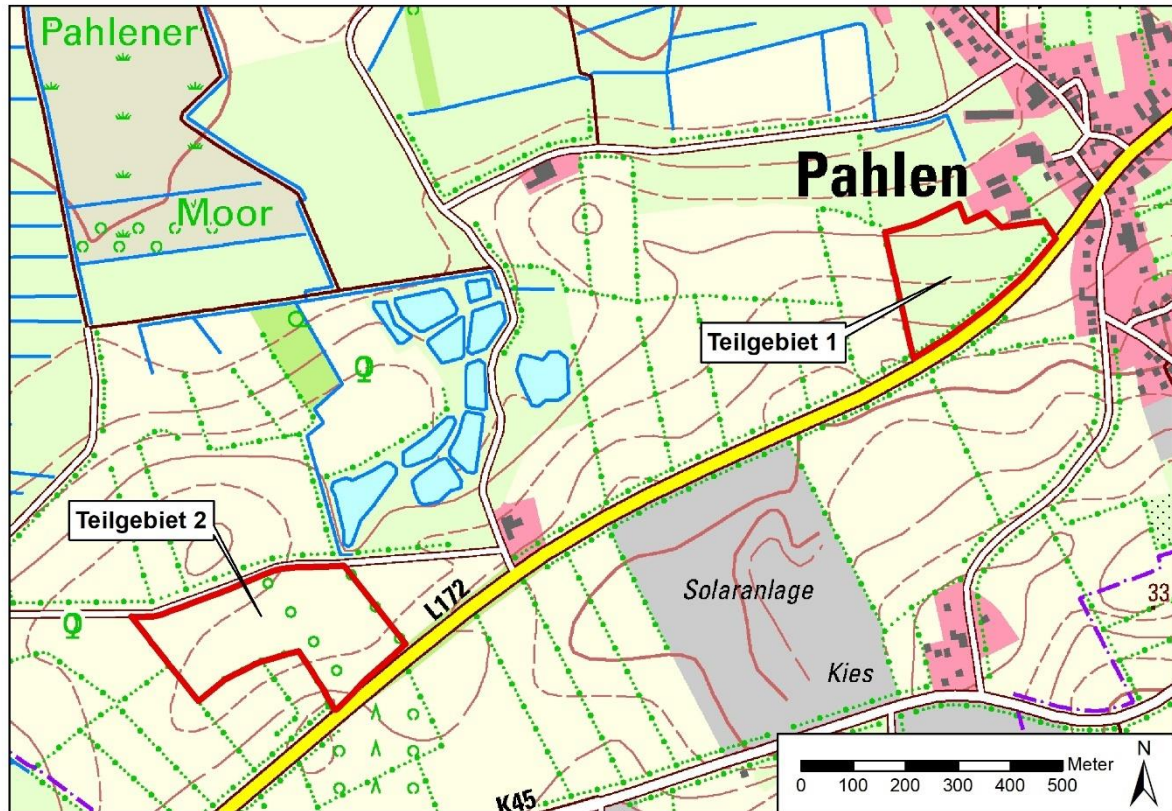 Pahlener
Moor
Pahlen
Teilgebiet 1
Teilgebiet 2
L172
Solaranlage
Kies
33
K45
N
Meter
0 100 200 300 400 500